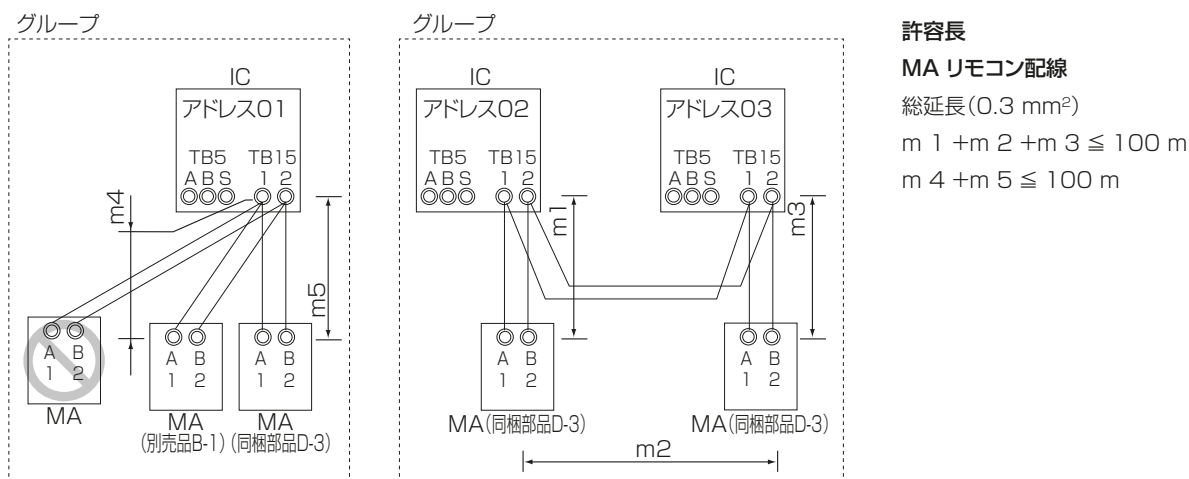 グループ
IC
アドレス01
TB5 TB15
A B S 1 2
m4
m5
A B
1 2
MA
A B
1 2
MA
(別売品B-1)
A B
1 2
MA
(同梱部品D-3)
グループ
IC
アドレス02
TB5 TB15
A B S 1 2
IC
アドレス03
TB5 TB15
A B S 1 2
m1
m3
A B
1 2
MA(同梱部品D-3)
A B
1 2
MA(同梱部品D-3)
m2
許容長
MA リモコン配線
総延長(0.3 mm²)
m 1 +m 2 +m 3 ≦ 100 m
m 4 +m 5 ≦ 100 m